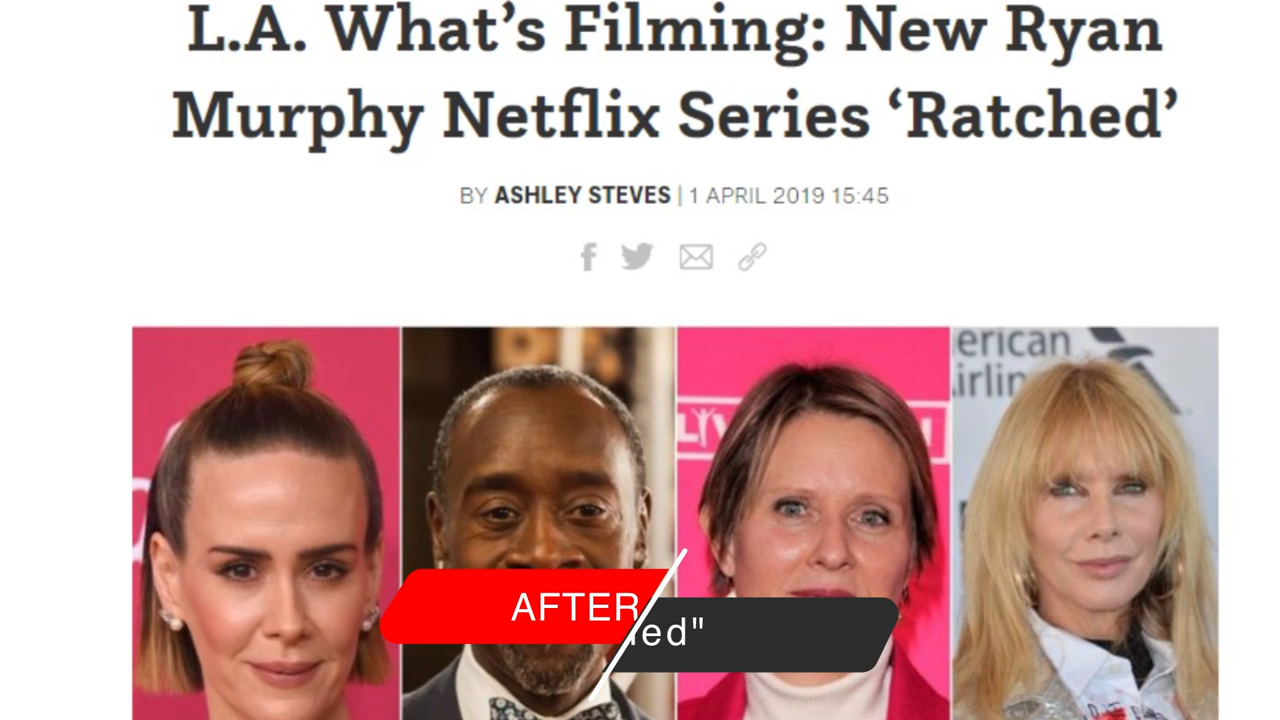 L.A. What’s Filming: New Ryan
Murphy Netflix Series ‘Ratched’
BY ASHLEY STEVES | 1 APRIL 2019 15:45
erican
Airlin
AFTER
ed"